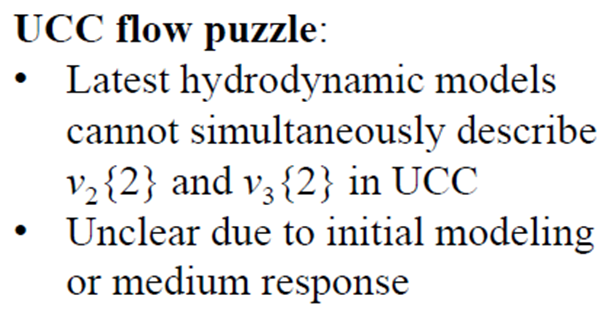 UCC flow puzzle:
• Latest hydrodynamic models
cannot simultaneously describe
v₂{2} and v₃{2} in UCC
• Unclear due to initial modeling
or medium response